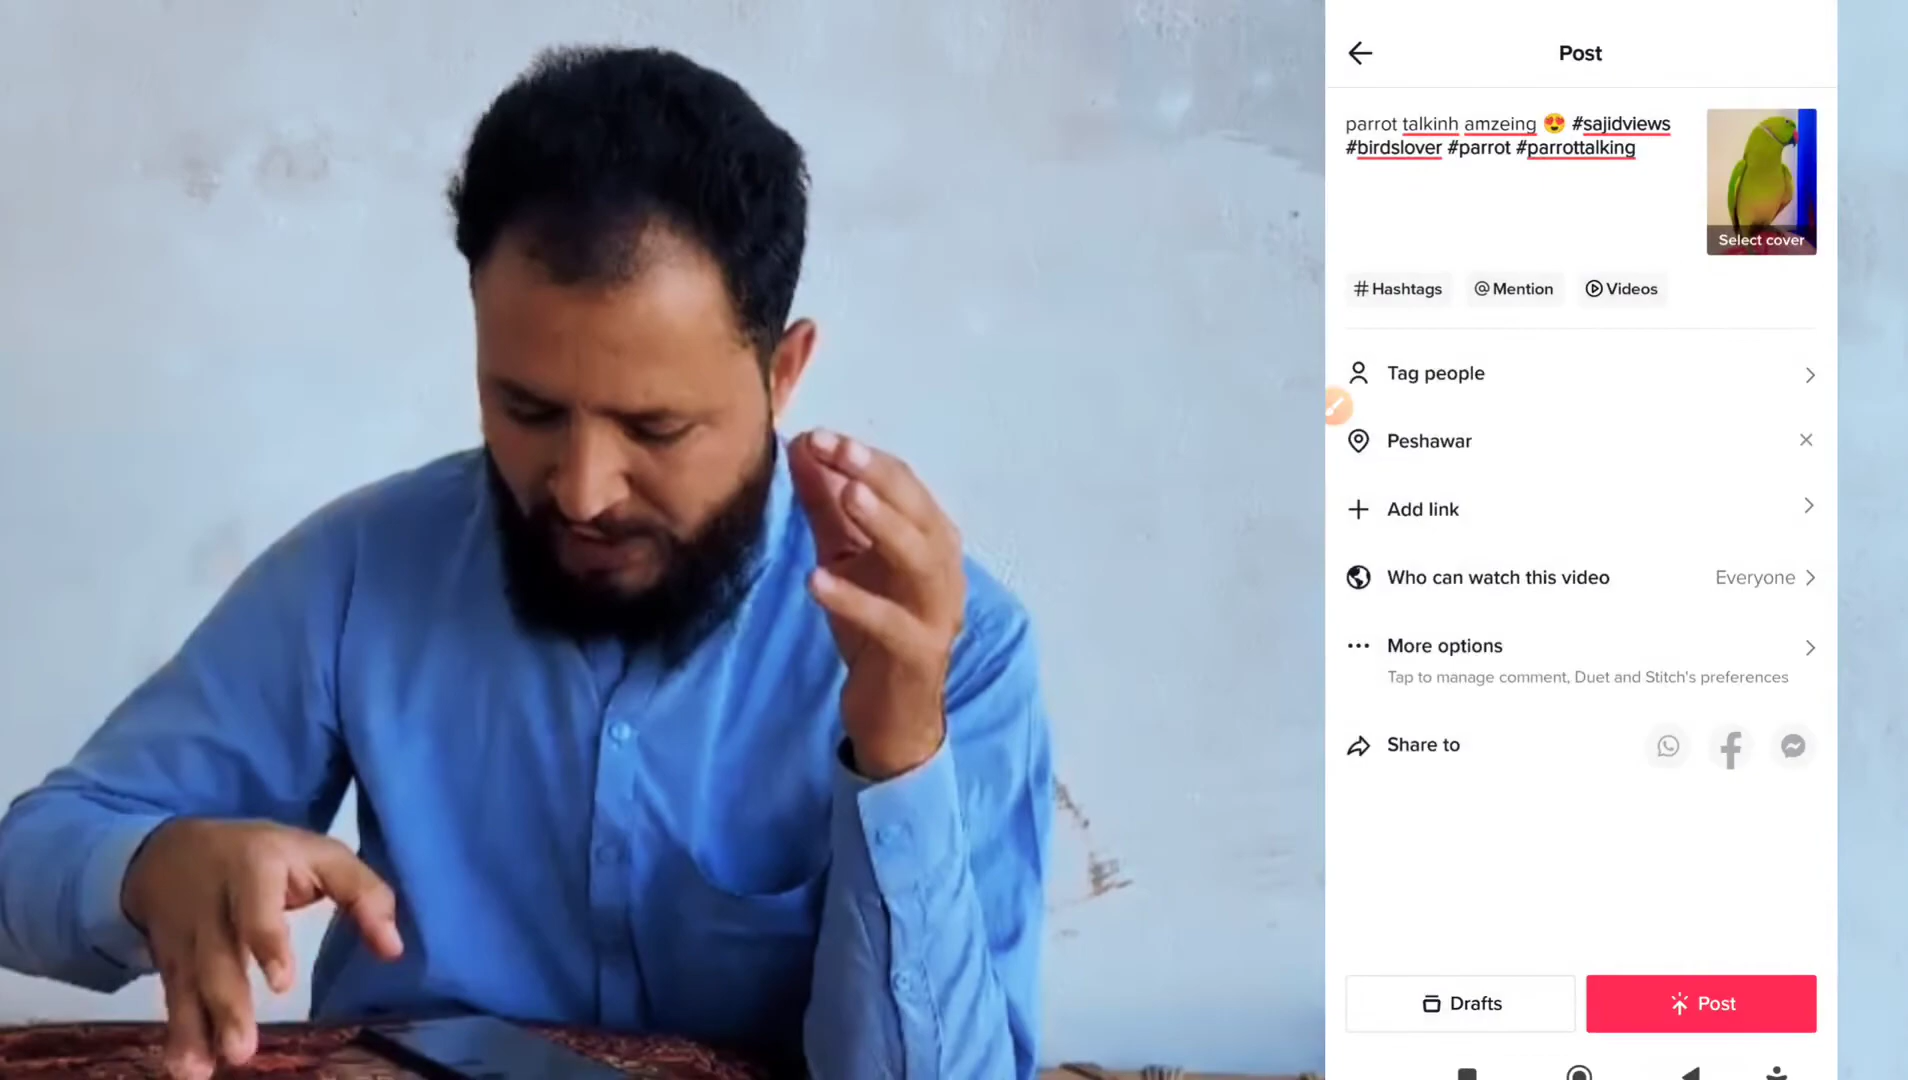 Post
parrot talkinh amzeing 😍 #sajidviews
#birdslover #parrot #parrottalking
Select cover
# Hashtags
@ Mention
Videos
Tag people
Peshawar
Add link
Who can watch this video
Everyone
More options
Tap to manage comment, Duet and Stitch's preferences
Share to
Drafts
Post